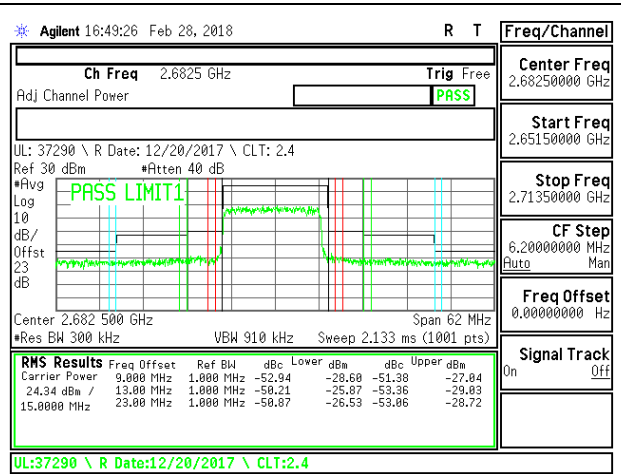 Agilent 16:49:26 Feb 28, 2018 R T
Freq/Channel
Ch Freq 2.6825 GHz Trig Free
Adj Channel Power PASS
UL: 37290 \ R Date: 12/20/2017 \ CLT: 2.4
Ref 30 dBm #Atten 40 dB
#Avg
Log
10
dB/
Offst
23
dB
PASS LIMIT1
Center 2.682 500 GHz Span 62 MHz
#Res BW 300 kHz VBW 910 kHz Sweep 2.133 ms (1001 pts)
RMS Results Freq Offset Ref BW dBc Lower dBm dBc Upper dBm
Carrier Power 9.000 MHz 1.000 MHz -52.94 -28.60 -51.38 -27.04
24.34 dBm / 13.00 MHz 1.000 MHz -50.21 -25.87 -53.36 -29.03
15.0000 MHz 23.00 MHz 1.000 MHz -50.87 -26.53 -53.06 -28.72
UL:37290 \ R Date:12/20/2017 \ CLT:2.4
Center Freq
2.68250000 GHz
Start Freq
2.65150000 GHz
Stop Freq
2.71350000 GHz
CF Step
6.20000000 MHz
Auto Man
Freq Offset
0.00000000 Hz
Signal Track
On Off